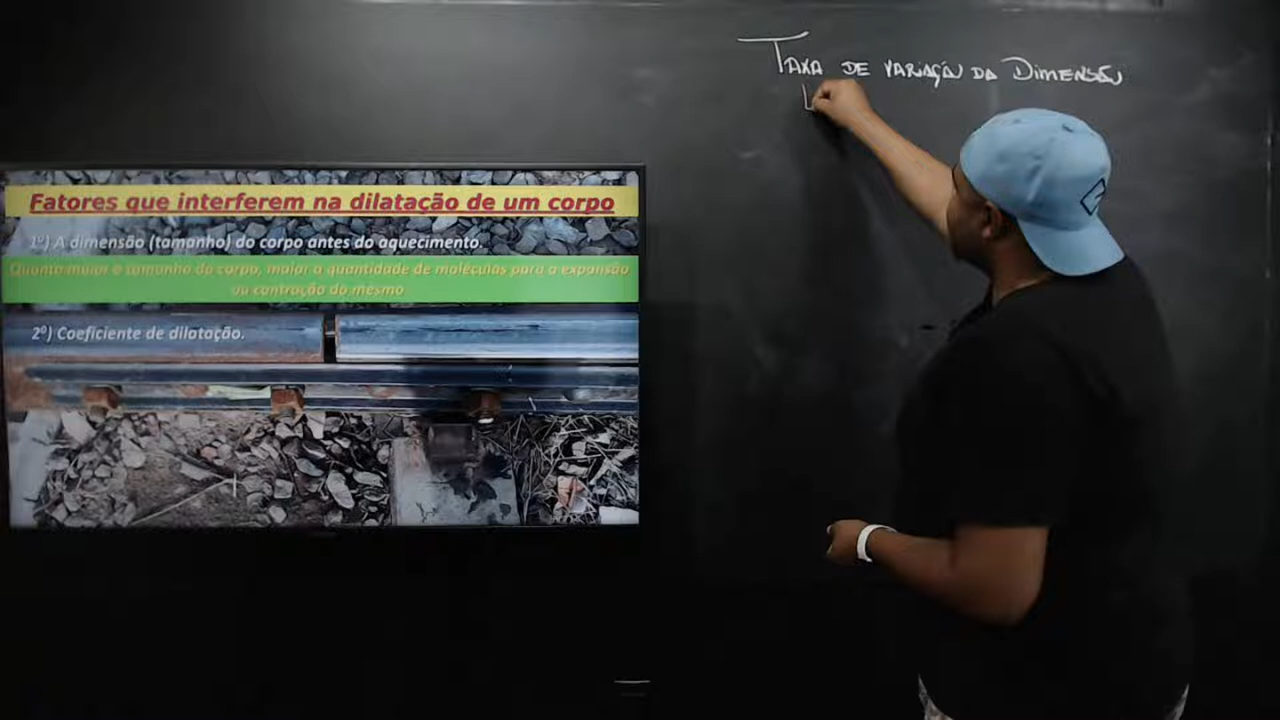 Taxa de variação da Dimensão
Fatores que interferem na dilatação de um corpo
1º) A dimensão (tamanho) do corpo antes do aquecimento.
Quanto maior o tamanho do corpo, maior a quantidade de moléculas para a expansão
ou contração do mesmo
2º) Coeficiente de dilatação.